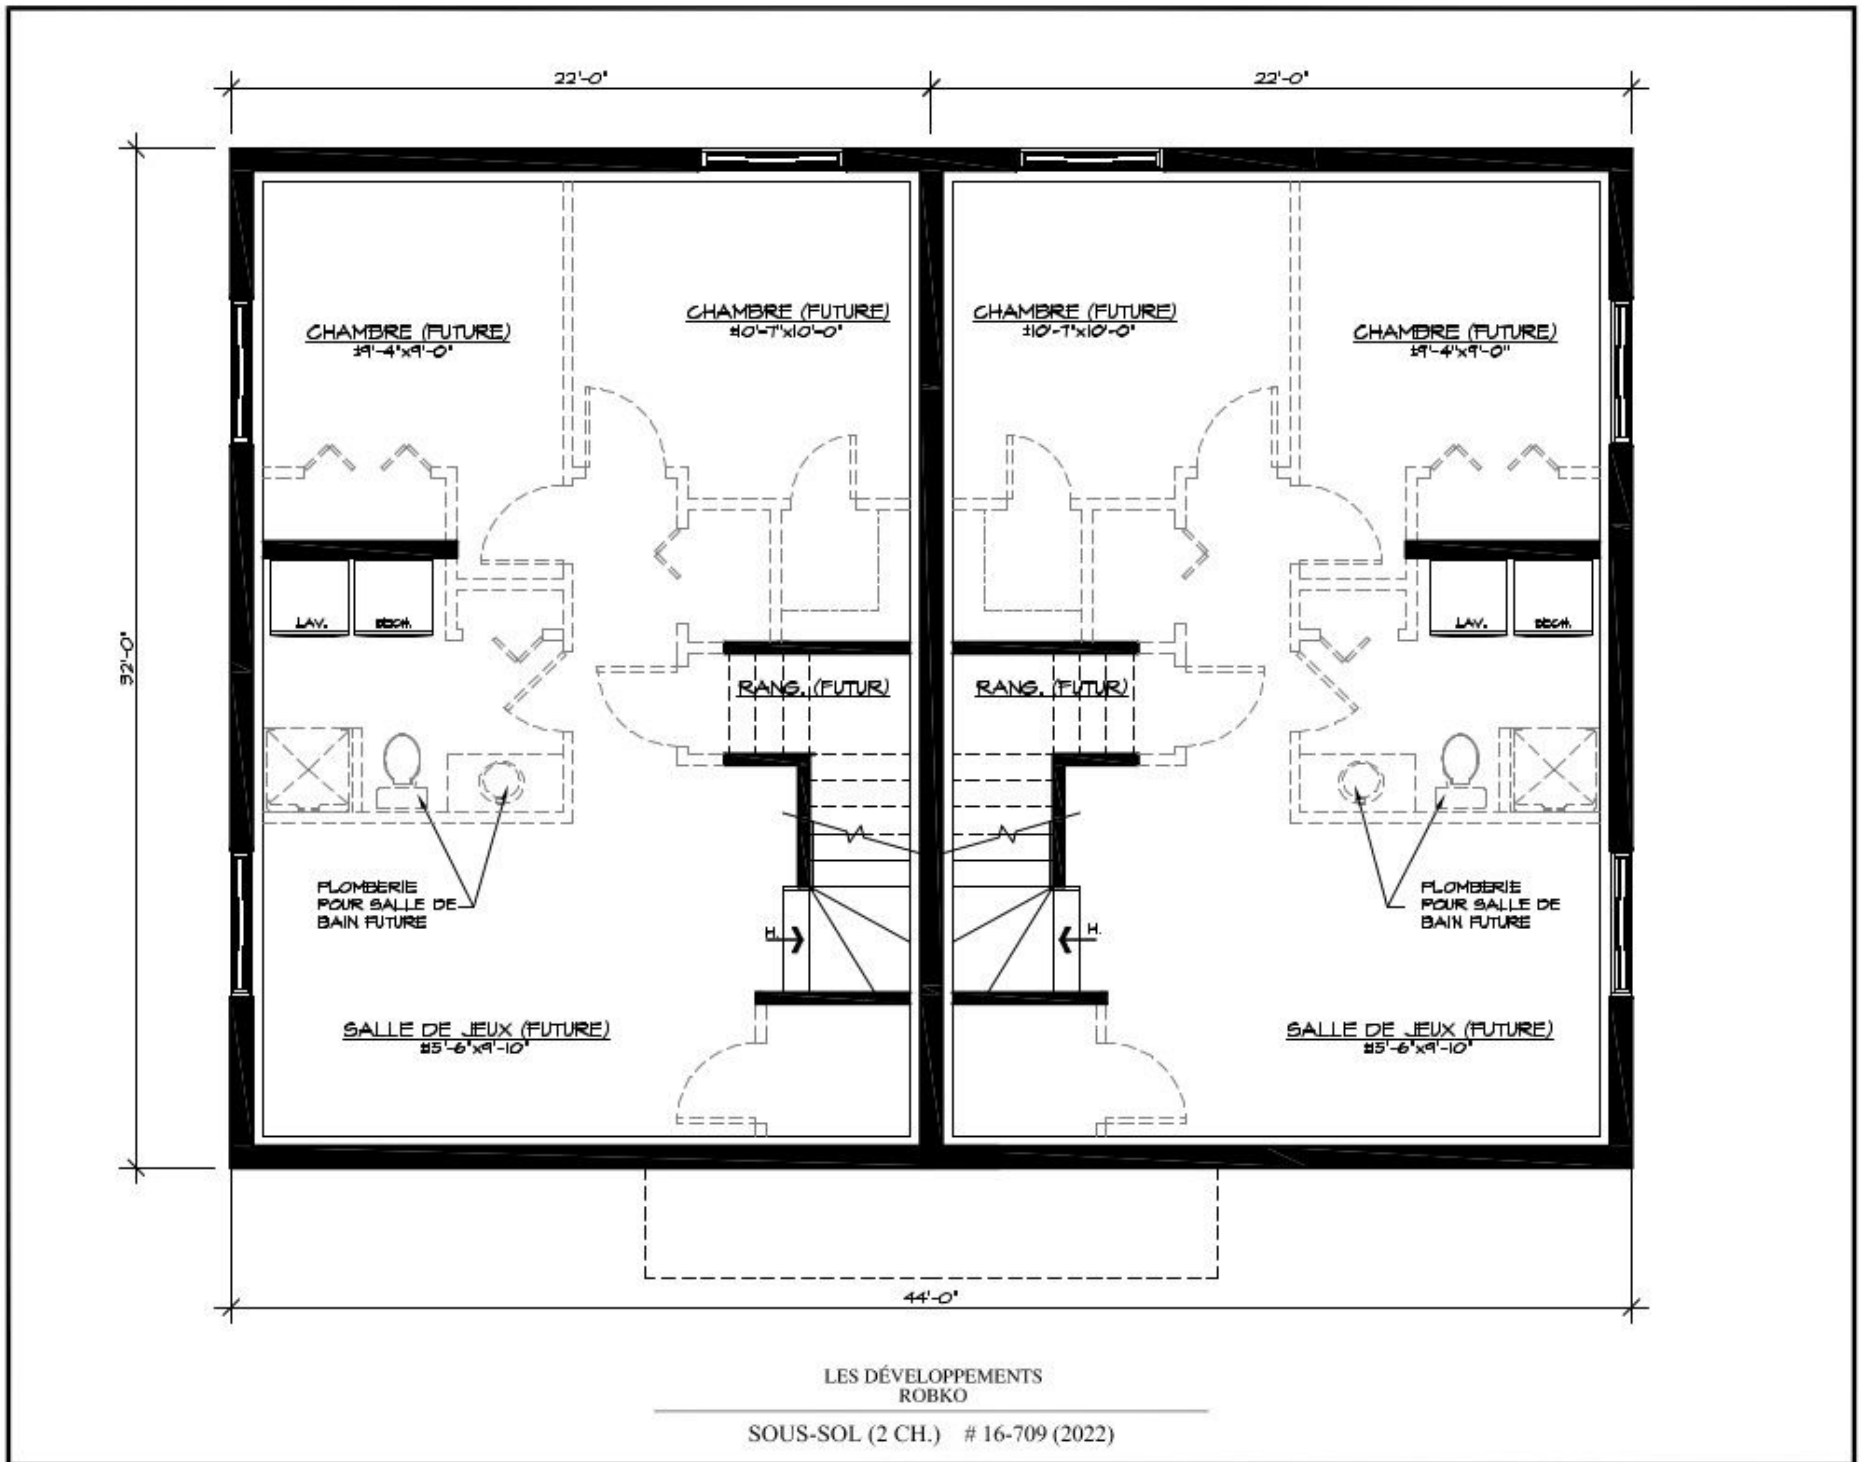 22'-0"
22'-0"
32'-0"
CHAMBRE (FUTURE)
±9'-4"x9'-0"
CHAMBRE (FUTURE)
±10'-7"x10'-0"
CHAMBRE (FUTURE)
±10'-7"x10'-0"
CHAMBRE (FUTURE)
±9'-4"x9'-0"
LAV.
SECH.
LAV.
SECH.
RANG. (FUTUR)
RANG. (FUTUR)
PLOMBERIE
POUR SALLE DE
BAIN FUTURE
PLOMBERIE
POUR SALLE DE
BAIN FUTURE
H.
H.
SALLE DE JEUX (FUTURE)
±15'-6"x9'-10"
SALLE DE JEUX (FUTURE)
±15'-6"x9'-10"
44'-0"
LES DÉVELOPPEMENTS
ROBKO
SOUS-SOL (2 CH.) # 16-709 (2022)